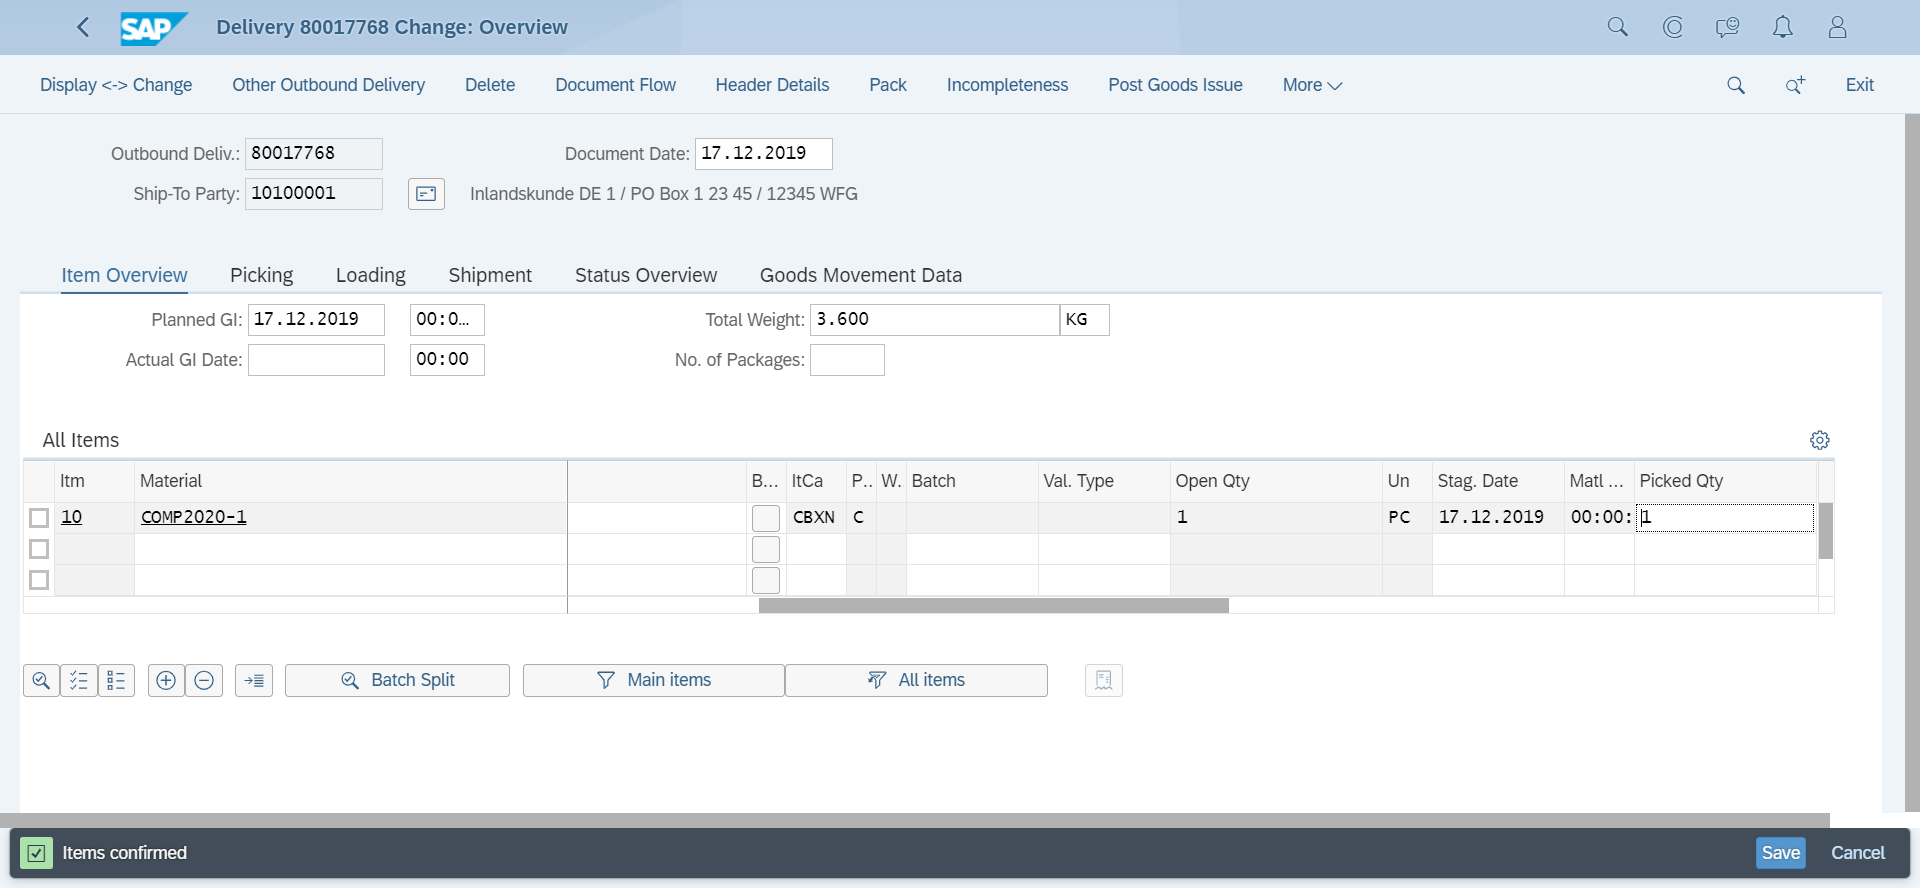 SAP Delivery 80017768 Change: Overview
Display <-> Change Other Outbound Delivery Delete Document Flow Header Details Pack Incompleteness Post Goods Issue More Exit
Outbound Deliv.: 80017768 Document Date: 17.12.2019
Ship-To Party: 10100001 Inlandskunde DE 1 / PO Box 1 23 45 / 12345 WFG
Item Overview Picking Loading Shipment Status Overview Goods Movement Data
Planned GI: 17.12.2019 00:0... Total Weight: 3.600 KG
Actual GI Date: 00:00 No. of Packages:
All Items
Itm Material B... ItCa P.. W. Batch Val. Type Open Qty Un Stag. Date Matl ... Picked Qty
10 COMP2020-1 CBXN C 1 PC 17.12.2019 00:00: 1
Batch Split Main items All items
Items confirmed Save Cancel